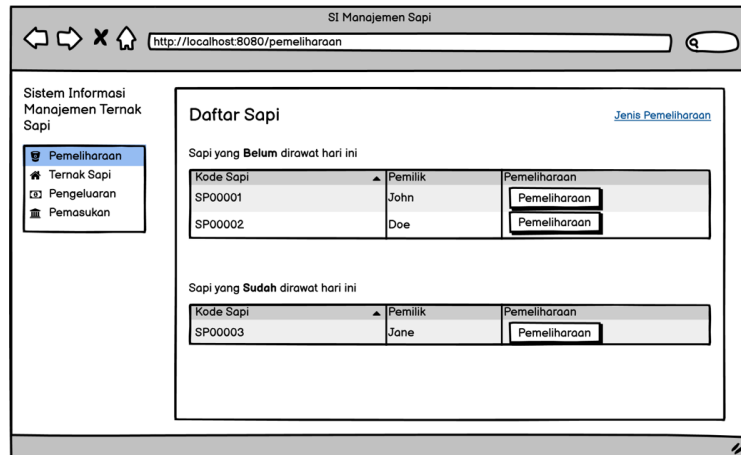 SI Manajemen Sapi
http://localhost:8080/pemeliharaan
Sistem Informasi
Manajemen Ternak
Sapi
Pemeliharaan
Ternak Sapi
Pengeluaran
Pemasukan
Daftar Sapi
Jenis Pemeliharaan
Sapi yang Belum dirawat hari ini
Kode Sapi Pemilik Pemeliharaan
SP00001 John Pemeliharaan
SP00002 Doe Pemeliharaan
Sapi yang Sudah dirawat hari ini
Kode Sapi Pemilik Pemeliharaan
SP00003 Jane Pemeliharaan